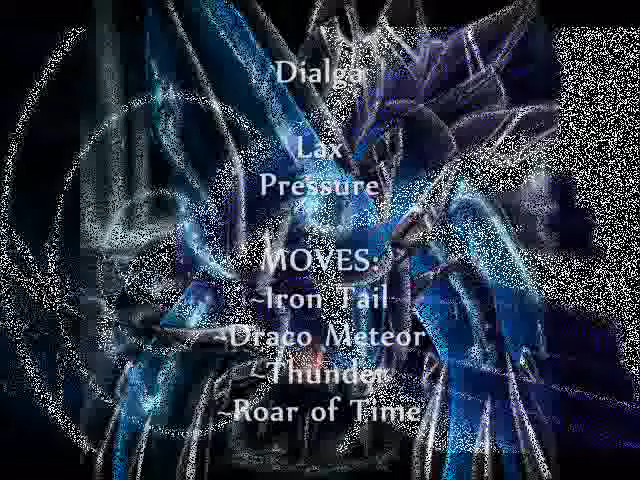 Dialga
Lax
Pressure
MOVES:
~Iron Tail
~Draco Meteor
~Thunder
~Roar of Time